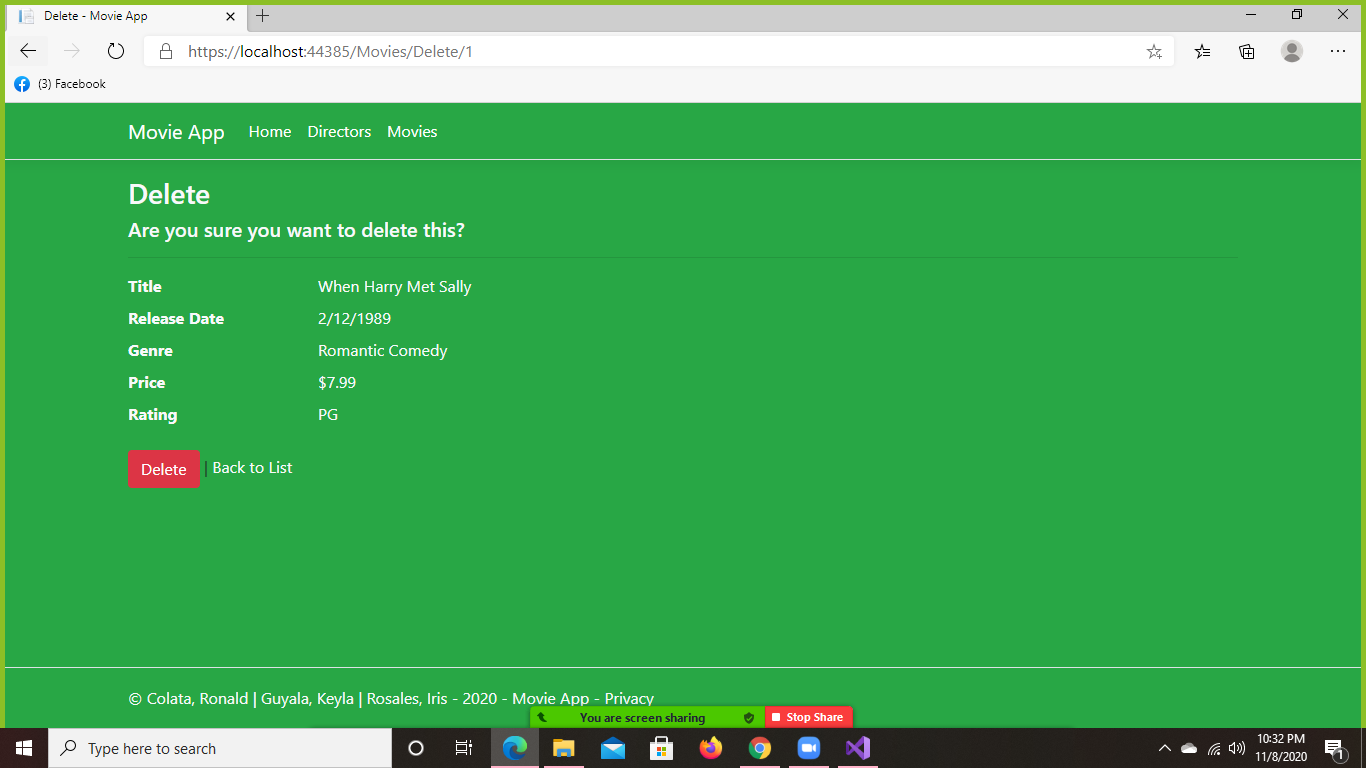 Delete - Movie App
https://localhost:44385/Movies/Delete/1
(3) Facebook
Movie App Home Directors Movies
Delete
Are you sure you want to delete this?
Title When Harry Met Sally
Release Date 2/12/1989
Genre Romantic Comedy
Price $7.99
Rating PG
Delete | Back to List
© Colata, Ronald | Guyala, Keyla | Rosales, Iris - 2020 - Movie App - Privacy
You are screen sharing Stop Share
Type here to search
10:32 PM
11/8/2020
1